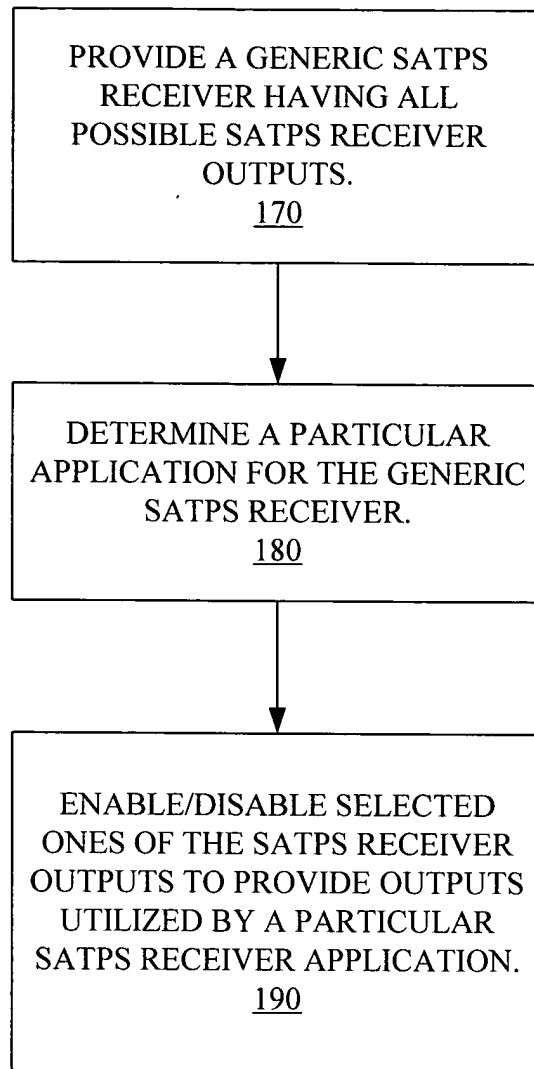 PROVIDE A GENERIC SATPS
RECEIVER HAVING ALL
POSSIBLE SATPS RECEIVER
OUTPUTS.
170
DETERMINE A PARTICULAR
APPLICATION FOR THE GENERIC
SATPS RECEIVER.
180
ENABLE/DISABLE SELECTED
ONES OF THE SATPS RECEIVER
OUTPUTS TO PROVIDE OUTPUTS
UTILIZED BY A PARTICULAR
SATPS RECEIVER APPLICATION.
190